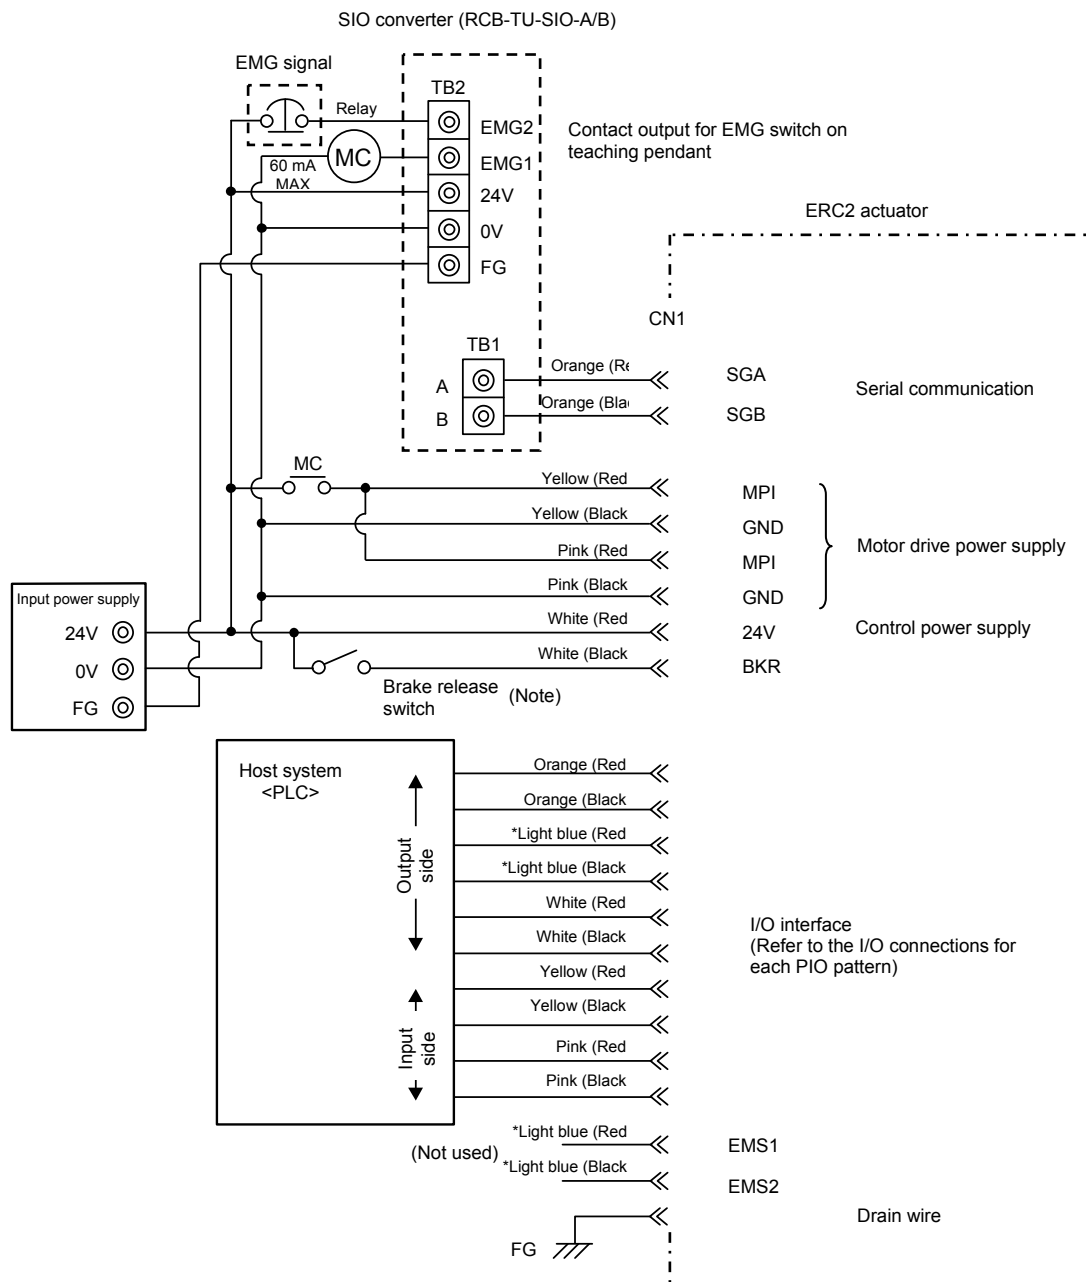 SIO converter (RCB-TU-SIO-A/B)
EMG signal
TB2
Relay
EMG2
Contact output for EMG switch on
teaching pendant
MC
EMG1
60 mA
MAX
24V
0V
FG
ERC2 actuator
CN1
TB1
A
Orange (Re
SGA
Serial communication
B
Orange (Bla
SGB
MC
Yellow (Red
MPI
Yellow (Black
GND
Motor drive power supply
Pink (Red
MPI
Pink (Black
GND
Input power supply
24V
White (Red
24V
Control power supply
0V
White (Black
BKR
Brake release
switch
(Note)
FG
Host system
<PLC>
Output
side
Input
side
Orange (Red
Orange (Black
*Light blue (Red
*Light blue (Black
White (Red
White (Black
Yellow (Red
Yellow (Black
Pink (Red
Pink (Black
I/O interface
(Refer to the I/O connections for
each PIO pattern)
(Not used)
*Light blue (Red
EMS1
*Light blue (Black
EMS2
Drain wire
FG